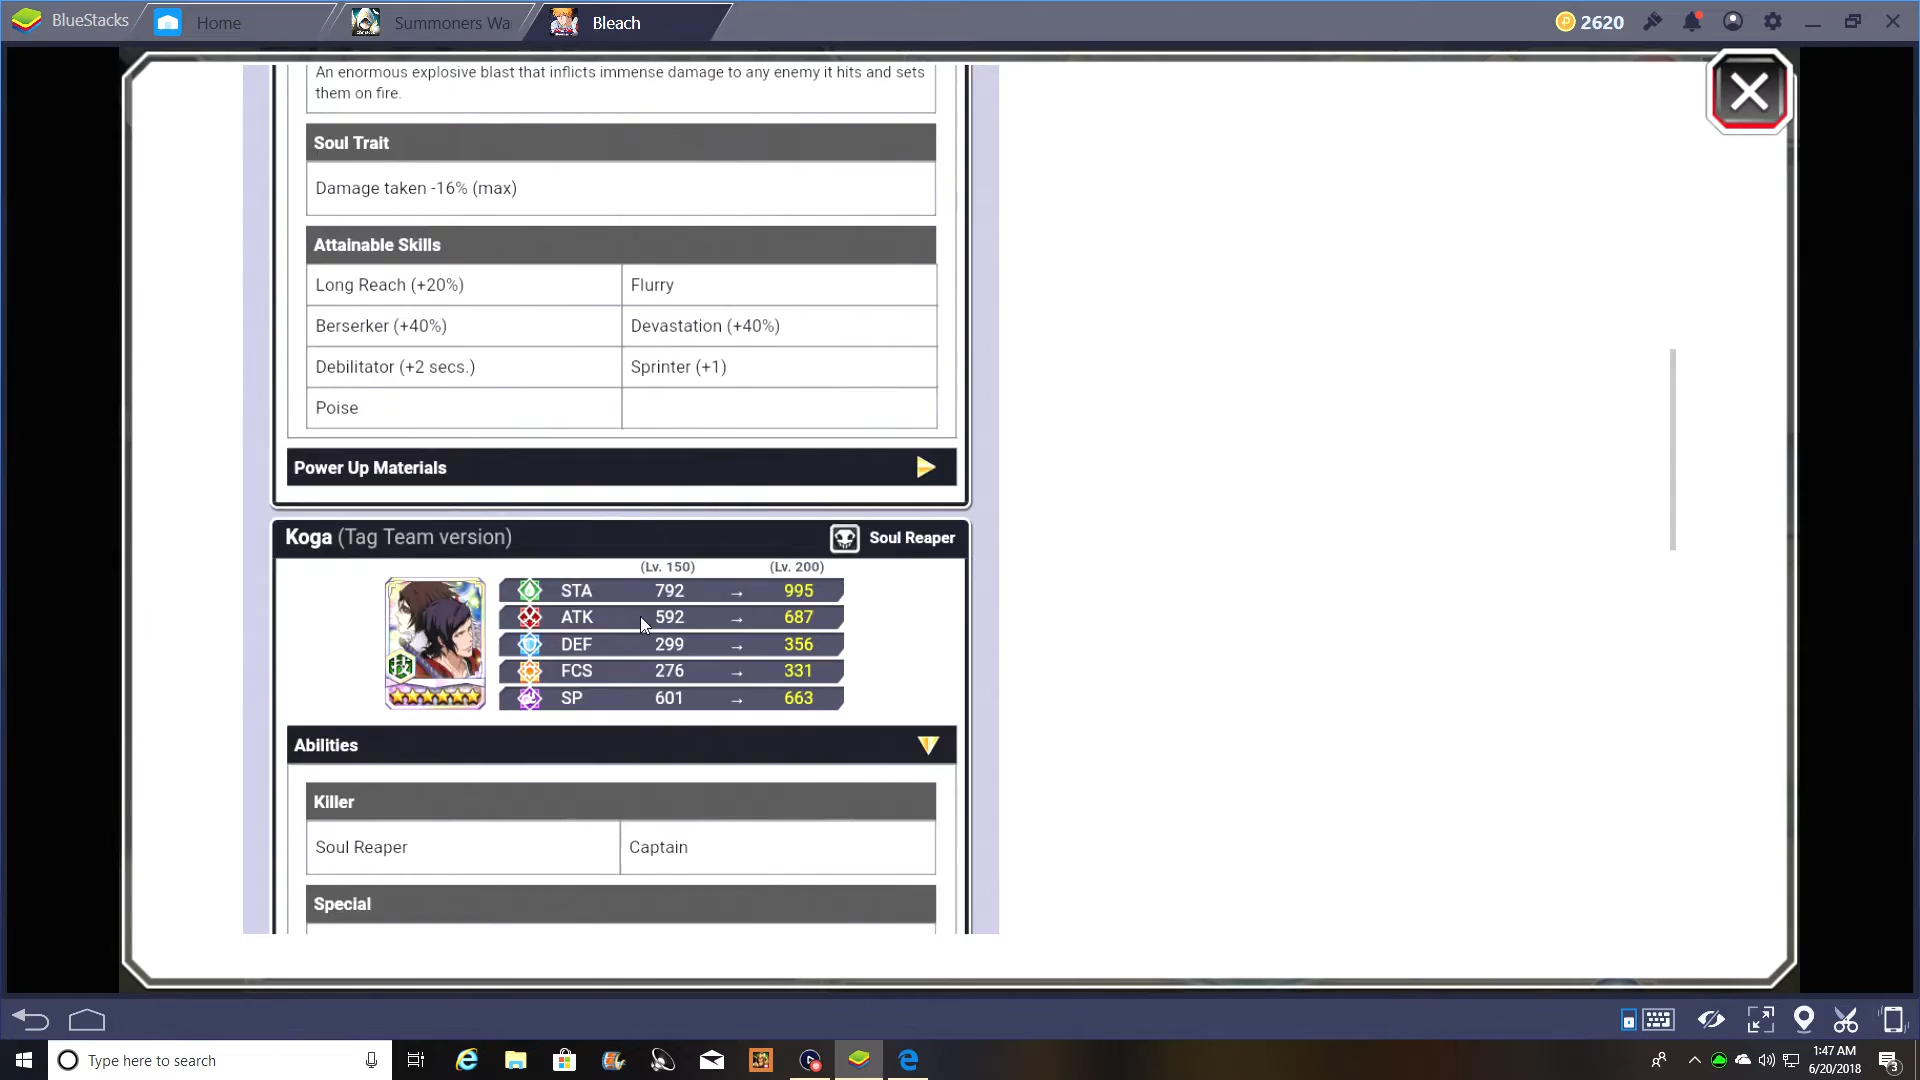 BlueStacks
Home
Summoners Wa
Bleach
2620
An enormous explosive blast that inflicts immense damage to any enemy it hits and sets
them on fire.
Soul Trait
Damage taken -16% (max)
Attainable Skills
Long Reach (+20%)
Flurry
Berserker (+40%)
Devastation (+40%)
Debilitator (+2 secs.)
Sprinter (+1)
Poise
Power Up Materials
Koga (Tag Team version)
Soul Reaper
(Lv. 150)
(Lv. 200)
STA 792 → 995
ATK 592 → 687
DEF 299 → 356
FCS 276 → 331
SP 601 → 663
技
Abilities
Killer
Soul Reaper
Captain
Special
Type here to search
1:47 AM
6/20/2018
3